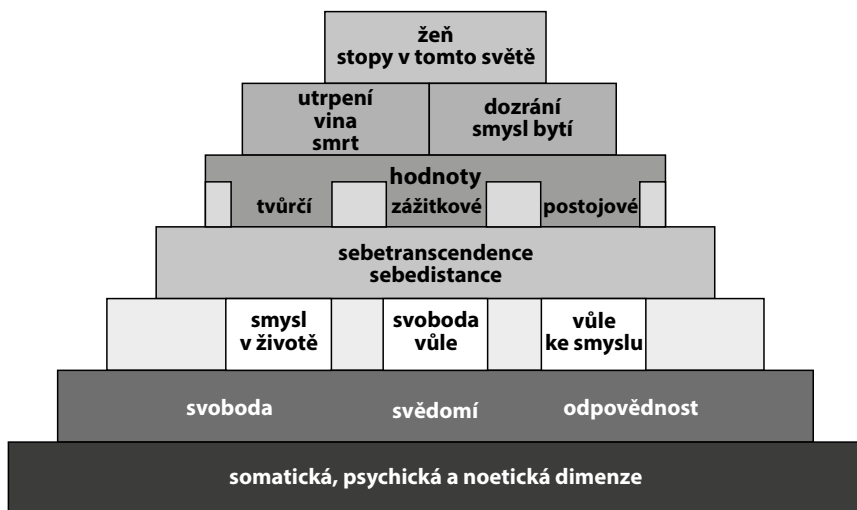 žeň
stopy v tomto světě
utrpení
vina
smrt
dozrání
smysl bytí
hodnoty
tvůrčí zážitkové postojové
sebetranscendence
sebedistance
smysl
v životě
svoboda
vůle
vůle
ke smyslu
svoboda svědomí odpovědnost
somatická, psychická a noetická dimenze